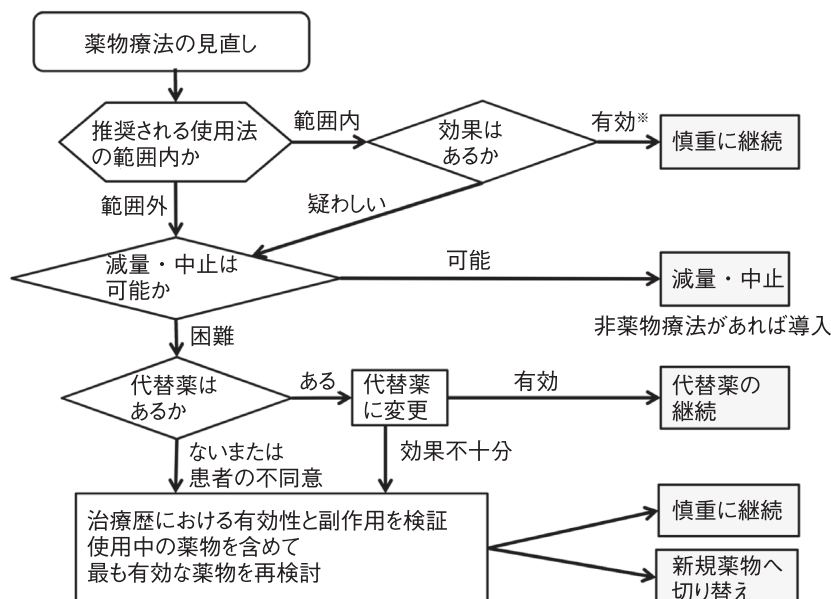 薬物療法の見直し
推奨される使用法
の範囲内か
範囲内
効果は
あるか
有効※
慎重に継続
範囲外
疑わしい
減量・中止は
可能か
可能
減量・中止
非薬物療法があれば導入
困難
代替薬は
あるか
ある
代替薬
に変更
有効
代替薬の
継続
ないまたは
患者の不同意
効果不十分
治療歴における有効性と副作用を検証
使用中の薬物を含めて
最も有効な薬物を再検討
慎重に継続
新規薬物へ
切り替え